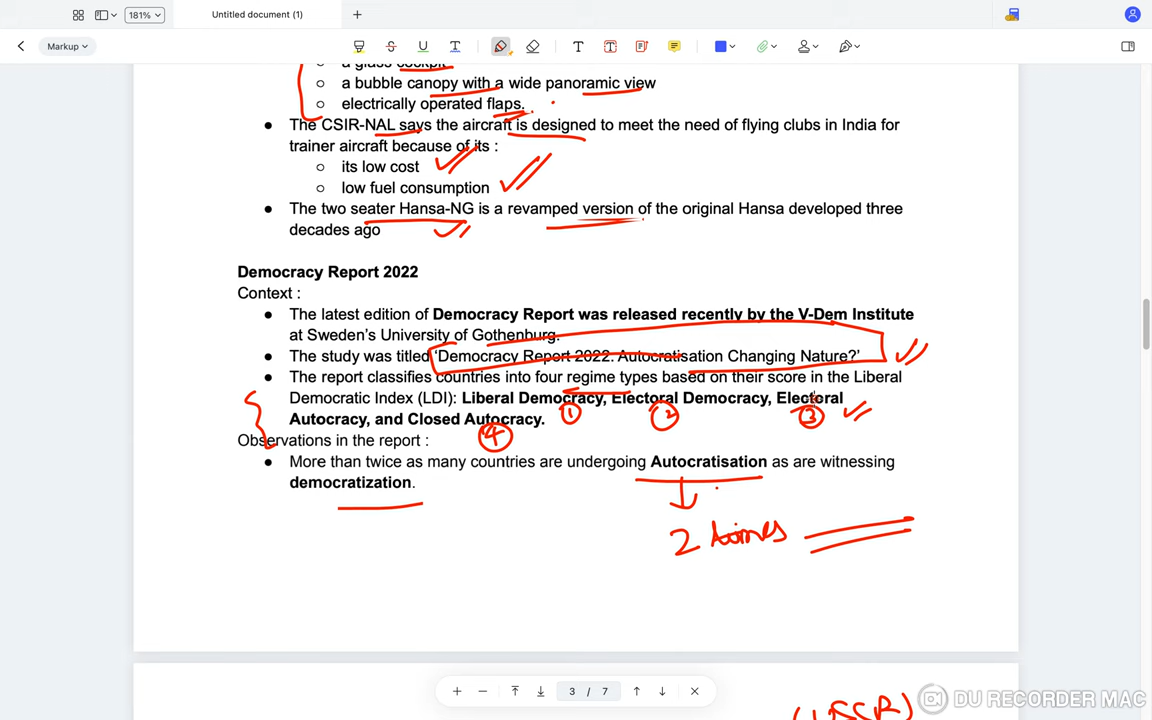 181%
Untitled document (1)
Markup
a glass cockpit
a bubble canopy with a wide panoramic view
electrically operated flaps.
The CSIR-NAL says the aircraft is designed to meet the need of flying clubs in India for
trainer aircraft because of its :
its low cost
low fuel consumption
The two seater Hansa-NG is a revamped version of the original Hansa developed three
decades ago
Democracy Report 2022
Context :
The latest edition of Democracy Report was released recently by the V-Dem Institute
at Sweden's University of Gothenburg.
The study was titled 'Democracy Report 2022: Autocratisation Changing Nature?'
The report classifies countries into four regime types based on their score in the Liberal
Democratic Index (LDI): Liberal Democracy, Electoral Democracy, Electoral
1 2 3
Autocracy, and Closed Autocracy.
4
Observations in the report :
More than twice as many countries are undergoing Autocratisation as are witnessing
democratization.
2 times
3 / 7
(USSR)
DU RECORDER MAC